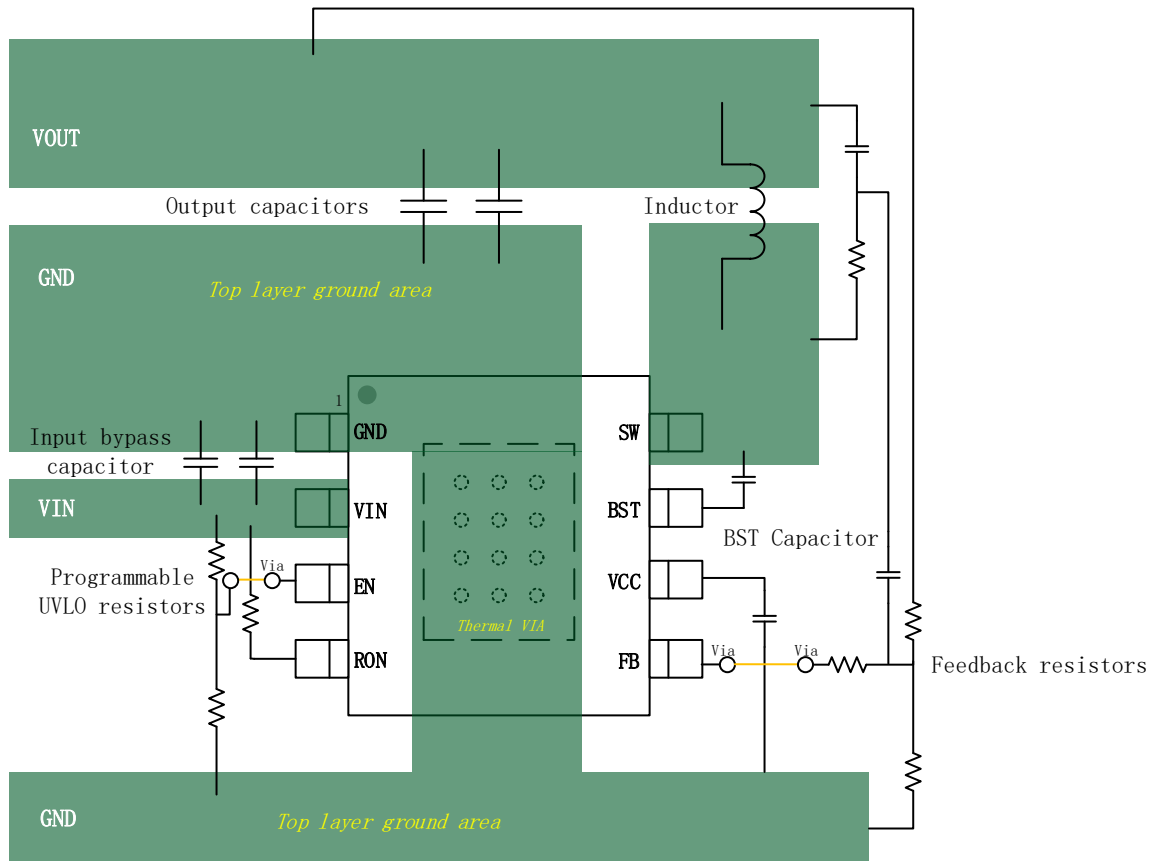 VOUT
Output capacitors
Inductor
GND
Top layer ground area
1
GND
SW
Input bypass
capacitor
VIN
VIN
BST
BST Capacitor
Via
Programmable
UVLO resistors
EN
VCC
Thermal VIA
RON
FB
Via
Via
Feedback resistors
GND
Top layer ground area